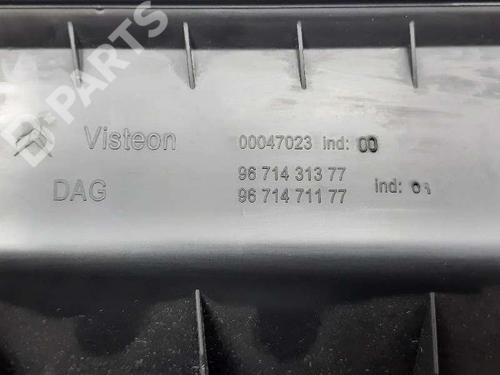 B-PARTS
Visteon 00047023 ind: 00
DAG 96 714 313 77
96 714 711 77 ind: 01